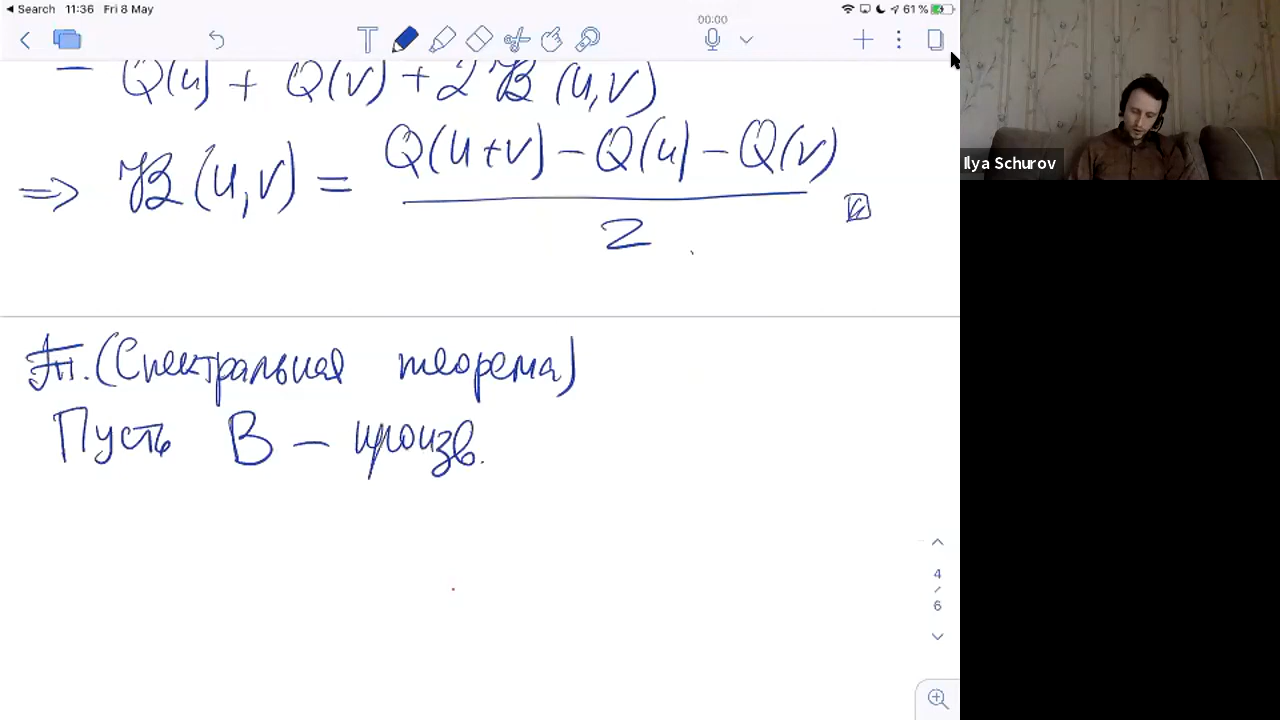 Search 11:36 Fri 8 May 61 %
00:00
= Q(u) + Q(v) + 2 ℬ(u,v)
Ilya Schurov
⇒ ℬ(u,v) = (Q(u+v) − Q(u) − Q(v)) / 2
Т. (Спектральная теорема)
Пусть B — произв.
4
/
6